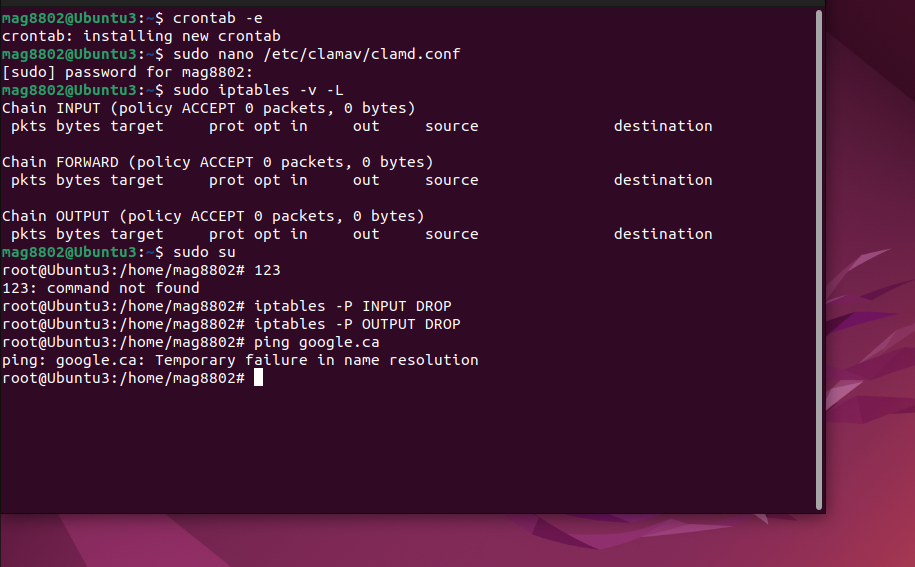 mag8802@Ubuntu3:~$ crontab -e
crontab: installing new crontab
mag8802@Ubuntu3:~$ sudo nano /etc/clamav/clamd.conf
[sudo] password for mag8802:
mag8802@Ubuntu3:~$ sudo iptables -v -L
Chain INPUT (policy ACCEPT 0 packets, 0 bytes)
 pkts bytes target     prot opt in     out     source               destination

Chain FORWARD (policy ACCEPT 0 packets, 0 bytes)
 pkts bytes target     prot opt in     out     source               destination

Chain OUTPUT (policy ACCEPT 0 packets, 0 bytes)
 pkts bytes target     prot opt in     out     source               destination
mag8802@Ubuntu3:~$ sudo su
root@Ubuntu3:/home/mag8802# 123
123: command not found
root@Ubuntu3:/home/mag8802# iptables -P INPUT DROP
root@Ubuntu3:/home/mag8802# iptables -P OUTPUT DROP
root@Ubuntu3:/home/mag8802# ping google.ca
ping: google.ca: Temporary failure in name resolution
root@Ubuntu3:/home/mag8802#